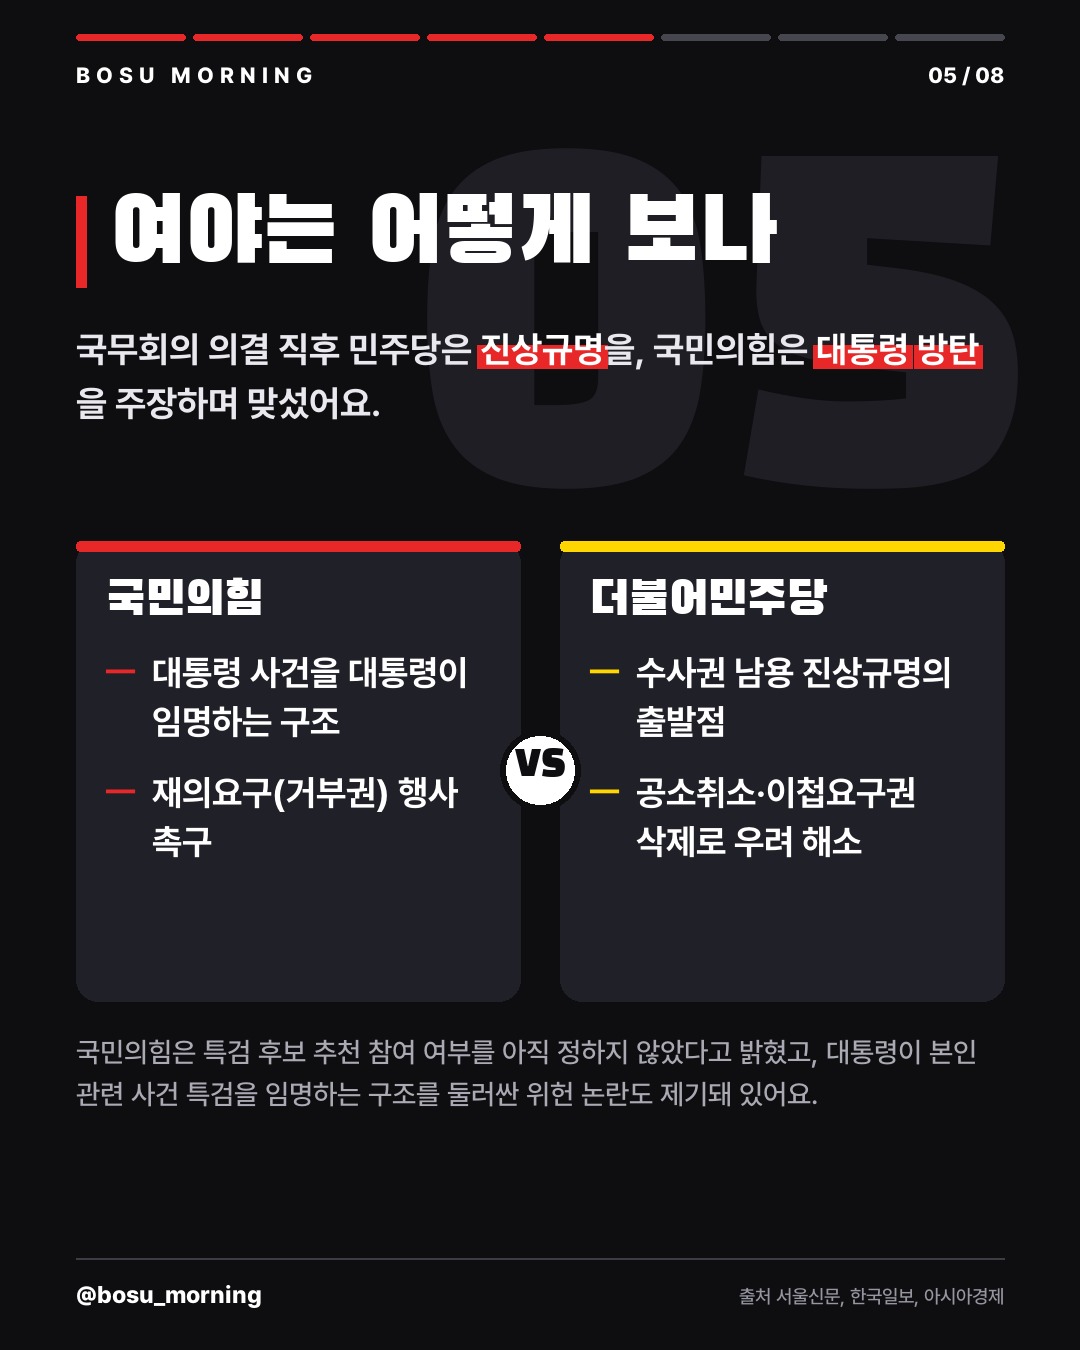 BOSU MORNING
05 / 08
05
여야는 어떻게 보나
국무회의 의결 직후 민주당은 진상규명을, 국민의힘은 대통령 방탄
을 주장하며 맞섰어요.
국민의힘
대통령 사건을 대통령이
임명하는 구조
재의요구(거부권) 행사
촉구
VS
더불어민주당
수사권 남용 진상규명의
출발점
공소취소·이첩요구권
삭제로 우려 해소
국민의힘은 특검 후보 추천 참여 여부를 아직 정하지 않았다고 밝혔고, 대통령이 본인
관련 사건 특검을 임명하는 구조를 둘러싼 위헌 논란도 제기돼 있어요.
@bosu_morning
출처 서울신문, 한국일보, 아시아경제